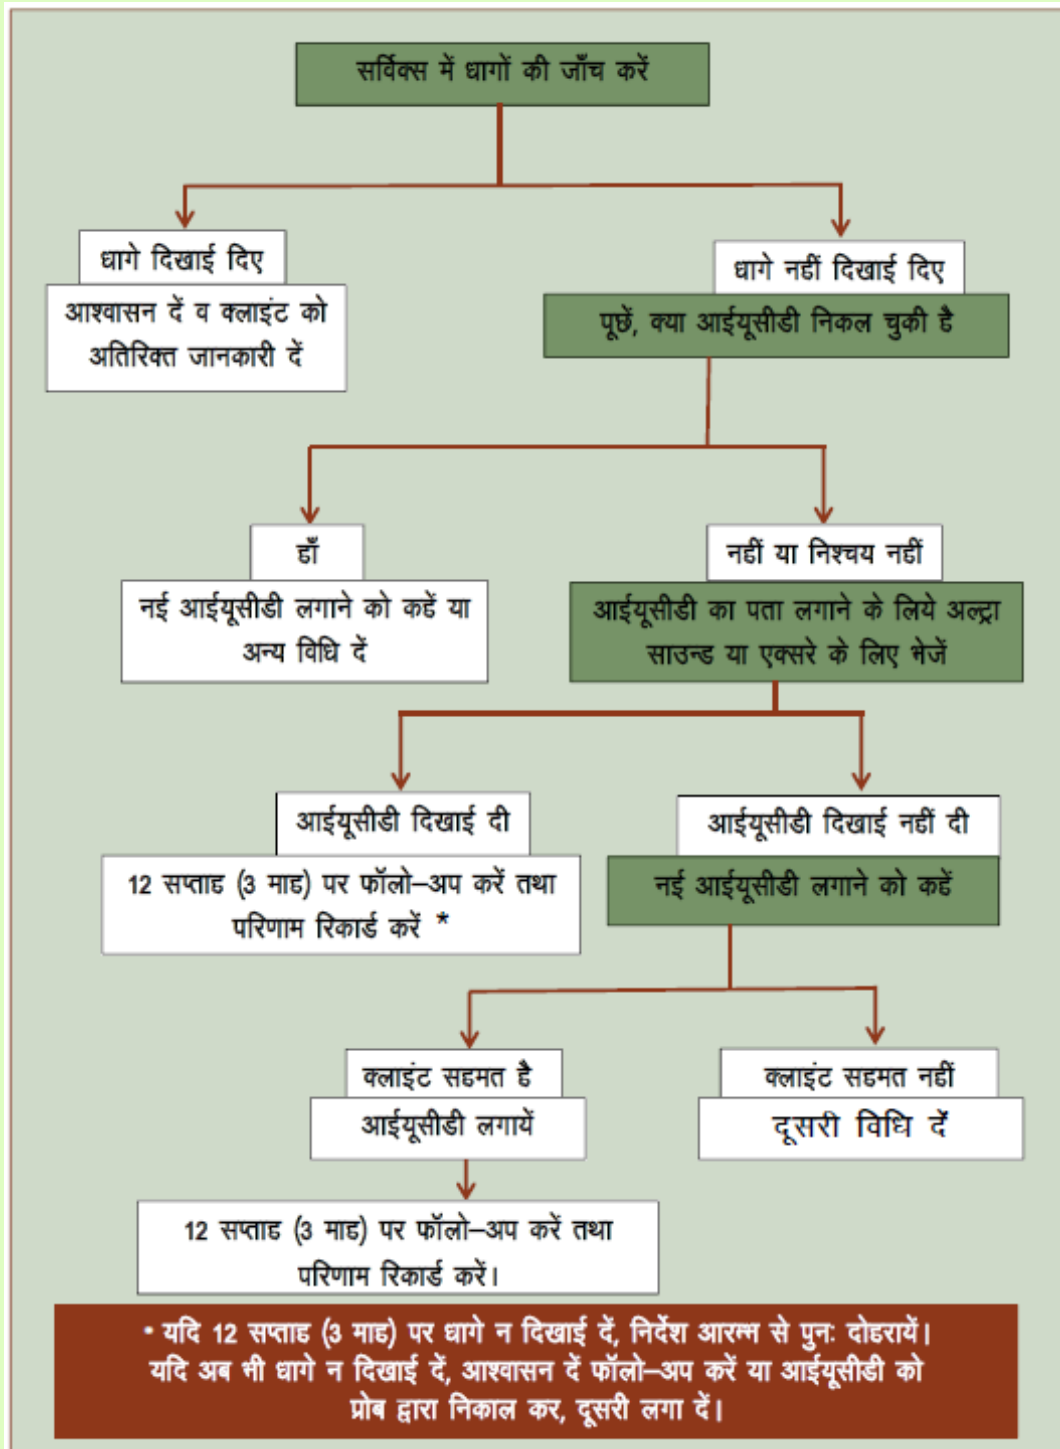 सर्विक्स में धागों की जाँच करें
धागे दिखाई दिए
आश्वासन दें व क्लाइंट को
अतिरिक्त जानकारी दें
धागे नहीं दिखाई दिए
पूछें, क्या आईयूसीडी निकल चुकी है
हाँ
नई आईयूसीडी लगाने को कहें या
अन्य विधि दें
नहीं या निश्चय नहीं
आईयूसीडी का पता लगाने के लिये अल्ट्रा
साउन्ड या एक्सरे के लिए भेजें
आईयूसीडी दिखाई दी
12 सप्ताह (3 माह) पर फॉलो–अप करें तथा
परिणाम रिकार्ड करें *
आईयूसीडी दिखाई नहीं दी
नई आईयूसीडी लगाने को कहें
क्लाइंट सहमत है
आईयूसीडी लगायें
क्लाइंट सहमत नहीं
दूसरी विधि दें
12 सप्ताह (3 माह) पर फॉलो–अप करें तथा
परिणाम रिकार्ड करें।
* यदि 12 सप्ताह (3 माह) पर धागे न दिखाई दें, निर्देश आरम्भ से पुनः दोहरायें।
यदि अब भी धागे न दिखाई दें, आश्वासन दें फॉलो–अप करें या आईयूसीडी को
प्रोब द्वारा निकाल कर, दूसरी लगा दें।